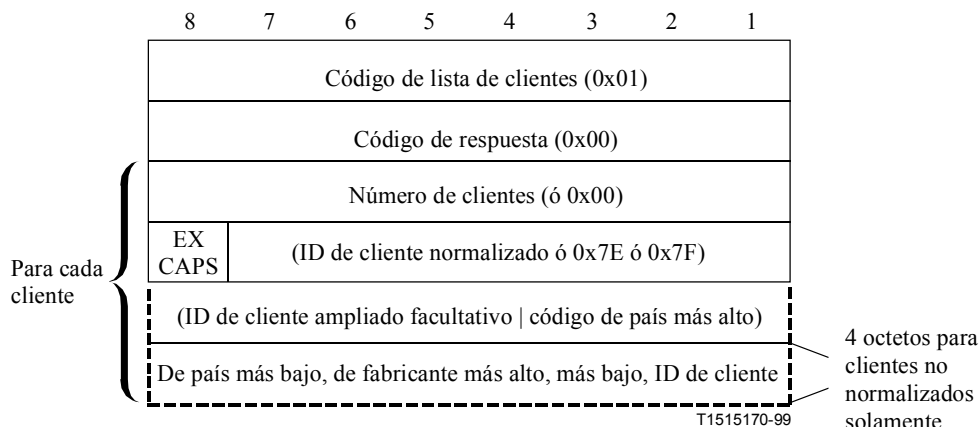 8 7 6 5 4 3 2 1
Código de lista de clientes (0x01)
Código de respuesta (0x00)
Número de clientes (ó 0x00)
EX
CAPS
(ID de cliente normalizado ó 0x7E ó 0x7F)
Para cada
cliente
(ID de cliente ampliado facultativo | código de país más alto)
De país más bajo, de fabricante más alto, más bajo, ID de cliente
4 octetos para
clientes no
normalizados
solamente
T1515170-99